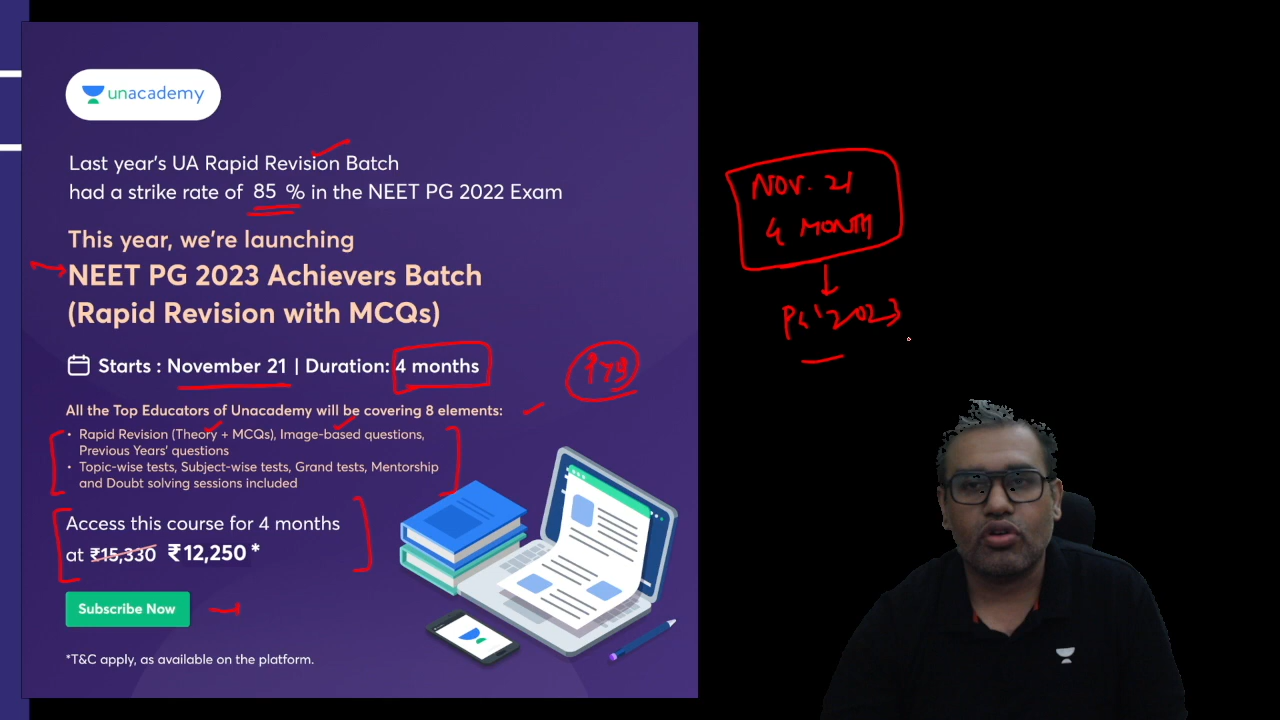 unacademy
Last year's UA Rapid Revision Batch
had a strike rate of 85 % in the NEET PG 2022 Exam
This year, we're launching
NEET PG 2023 Achievers Batch
(Rapid Revision with MCQs)
Starts : November 21 | Duration: 4 months
All the Top Educators of Unacademy will be covering 8 elements:
• Rapid Revision (Theory + MCQs), Image-based questions,
Previous Years' questions
• Topic-wise tests, Subject-wise tests, Grand tests, Mentorship
and Doubt solving sessions included
Access this course for 4 months
at ₹15,330 ₹12,250*
Subscribe Now
*T&C apply, as available on the platform.
NOV. 21
4 MONTH
PG'2023